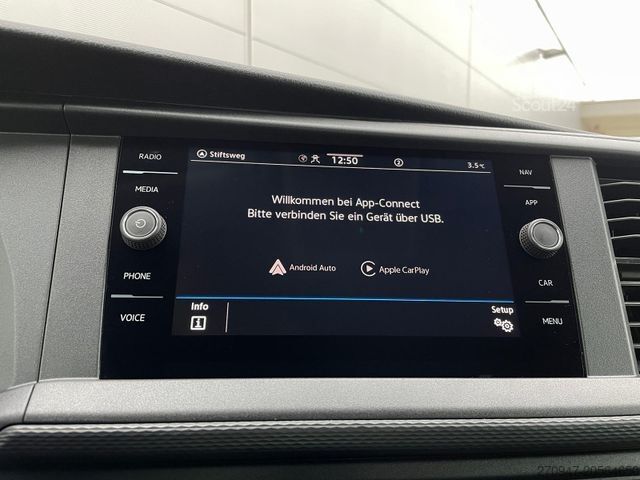 Scout24
RADIO
MEDIA
PHONE
VOICE
Stiftsweg
12:50
2
3.5°C
Willkommen bei App-Connect
Bitte verbinden Sie ein Gerät über USB.
Android Auto
Apple CarPlay
Info
Setup
NAV
APP
CAR
MENU